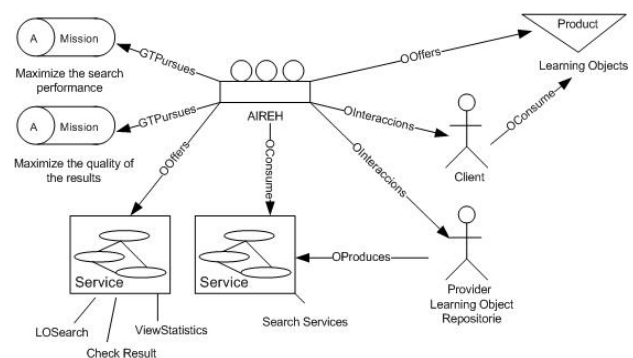 A Mission
Maximize the search
performance
GTPursues
A Mission
Maximize the quality of
the results
GTPursues
AIREH
OOffers
Product
Learning Objects
OInteraccions
OConsume
Client
OInteraccions
OOffers
OConsume
Service
Service
OProduces
Provider
Learning Object
Repositorie
LOSearch
Check Result
ViewStatistics
Search Services